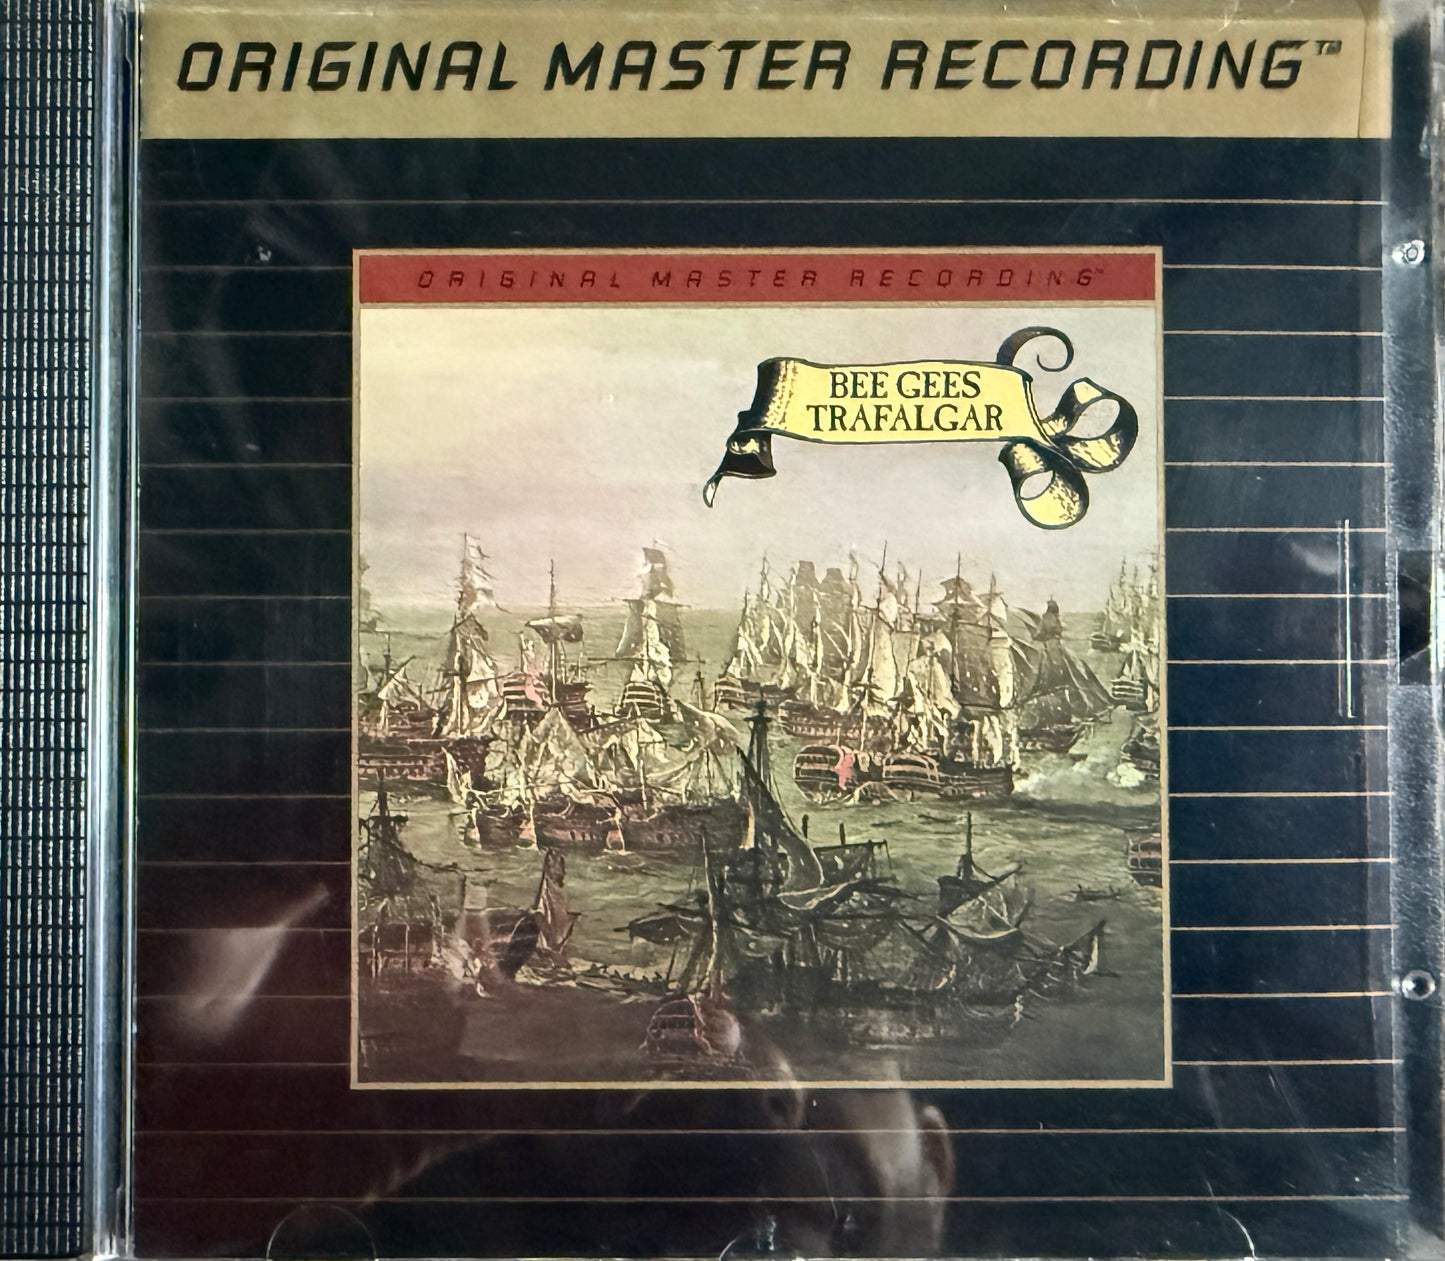 ORIGINAL MASTER RECORDING™
ORIGINAL MASTER RECORDING™
BEE GEES
TRAFALGAR